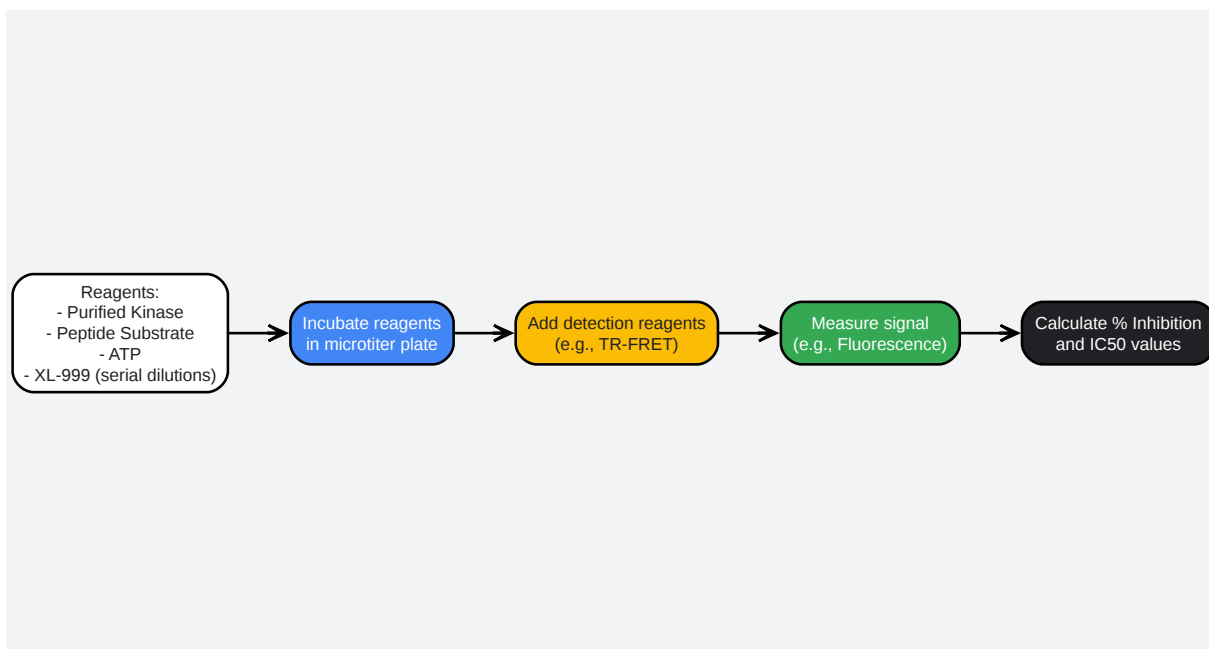 Reagents:
- Purified Kinase
- Peptide Substrate
- ATP
- XL-999 (serial dilutions)
Incubate reagents
in microtiter plate
Add detection reagents
(e.g., TR-FRET)
Measure signal
(e.g., Fluorescence)
Calculate % Inhibition
and IC50 values